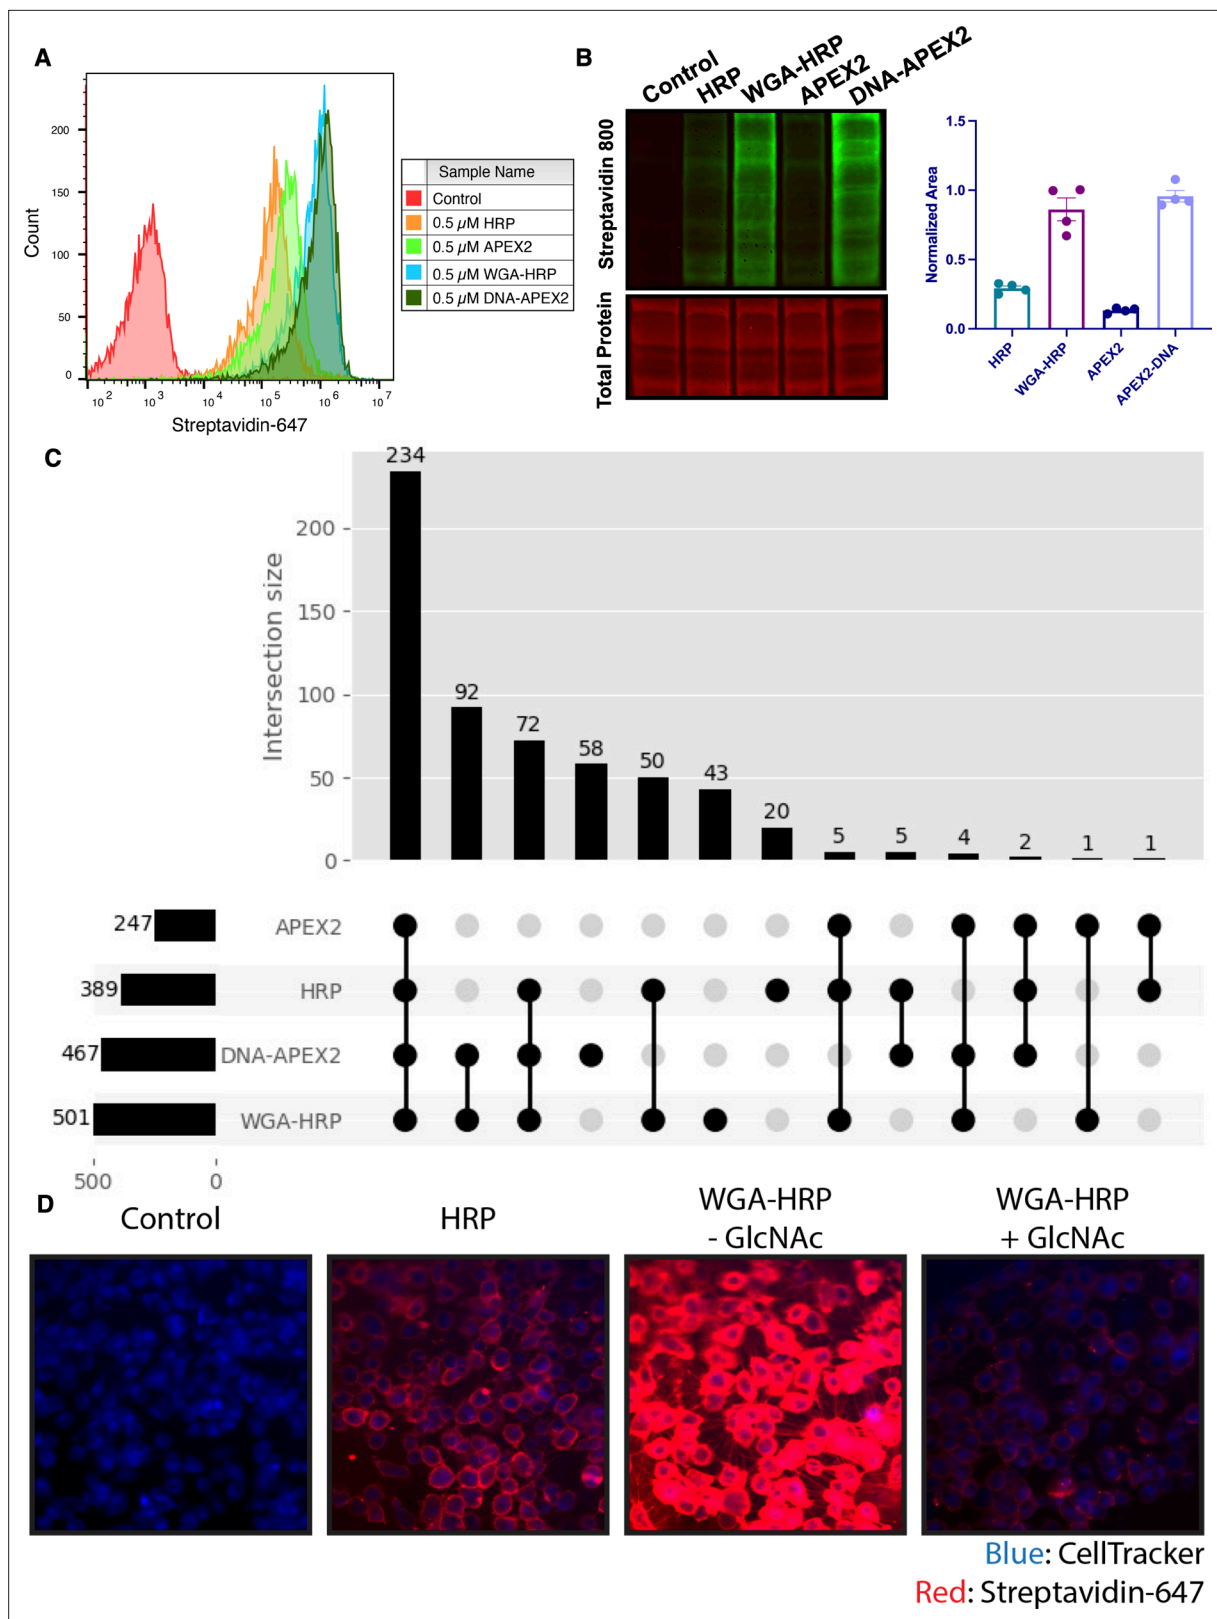 A
200
150
100
50
0
Count
10 2
10 3
10 4
10 5
10 6
10 7
Streptavidin-647
Sample Name
Control
0.5 µM HRP
0.5 µM APEX2
0.5 µM WGA-HRP
0.5 µM DNA-APEX2
B
Control
HRP
WGA-HRP
APEX2
DNA-APEX2
Streptavidin 800
Total Protein
1.5
1.0
0.5
0.0
Normalized Area
HRP
WGA-HRP
APEX2
APEX2-DNA
C
234
92
72
58
50
43
20
5
5
4
2
1
1
200
150
100
50
0
Intersection size
247
APEX2
389
HRP
467
DNA-APEX2
501
WGA-HRP
500
0
D
Control
HRP
WGA-HRP
- GlcNAc
WGA-HRP
+ GlcNAc
Blue: CellTracker
Red: Streptavidin-647